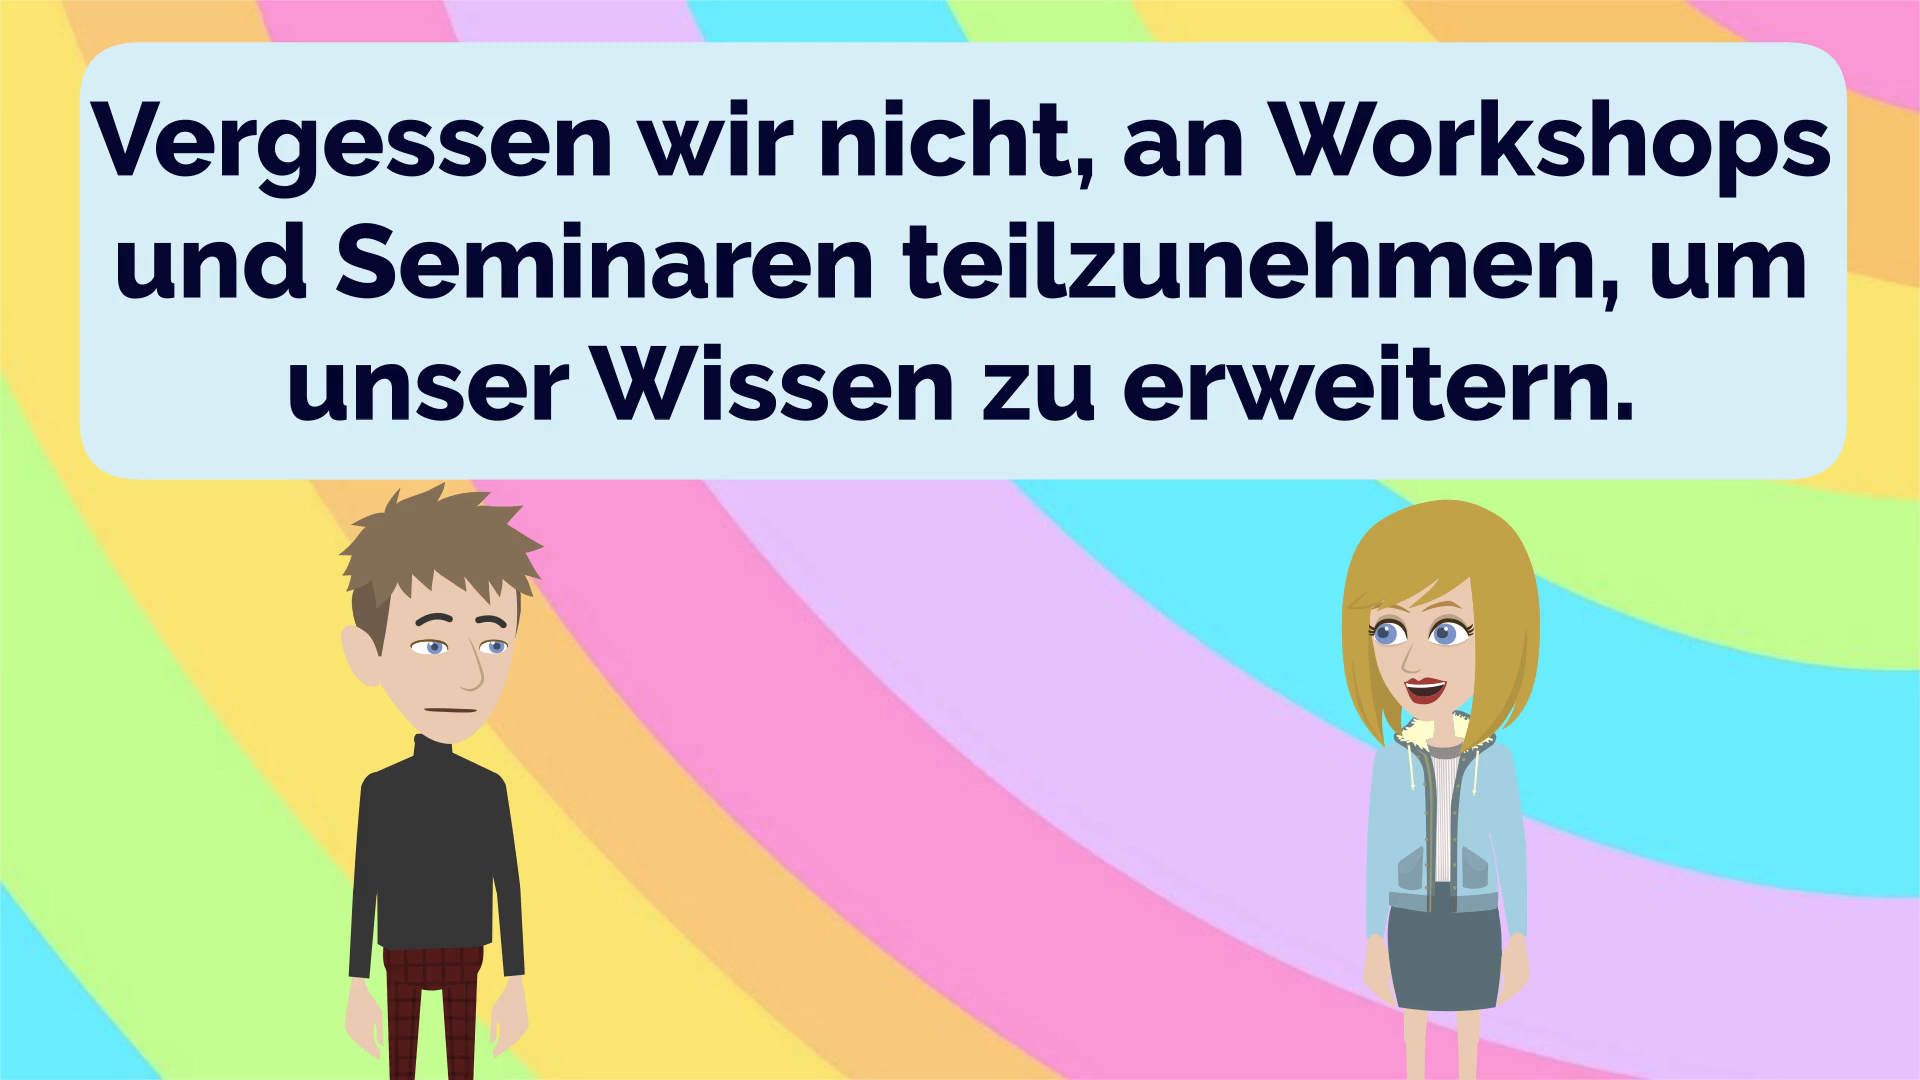 Vergessen wir nicht, an Workshops
und Seminaren teilzunehmen, um
unser Wissen zu erweitern.